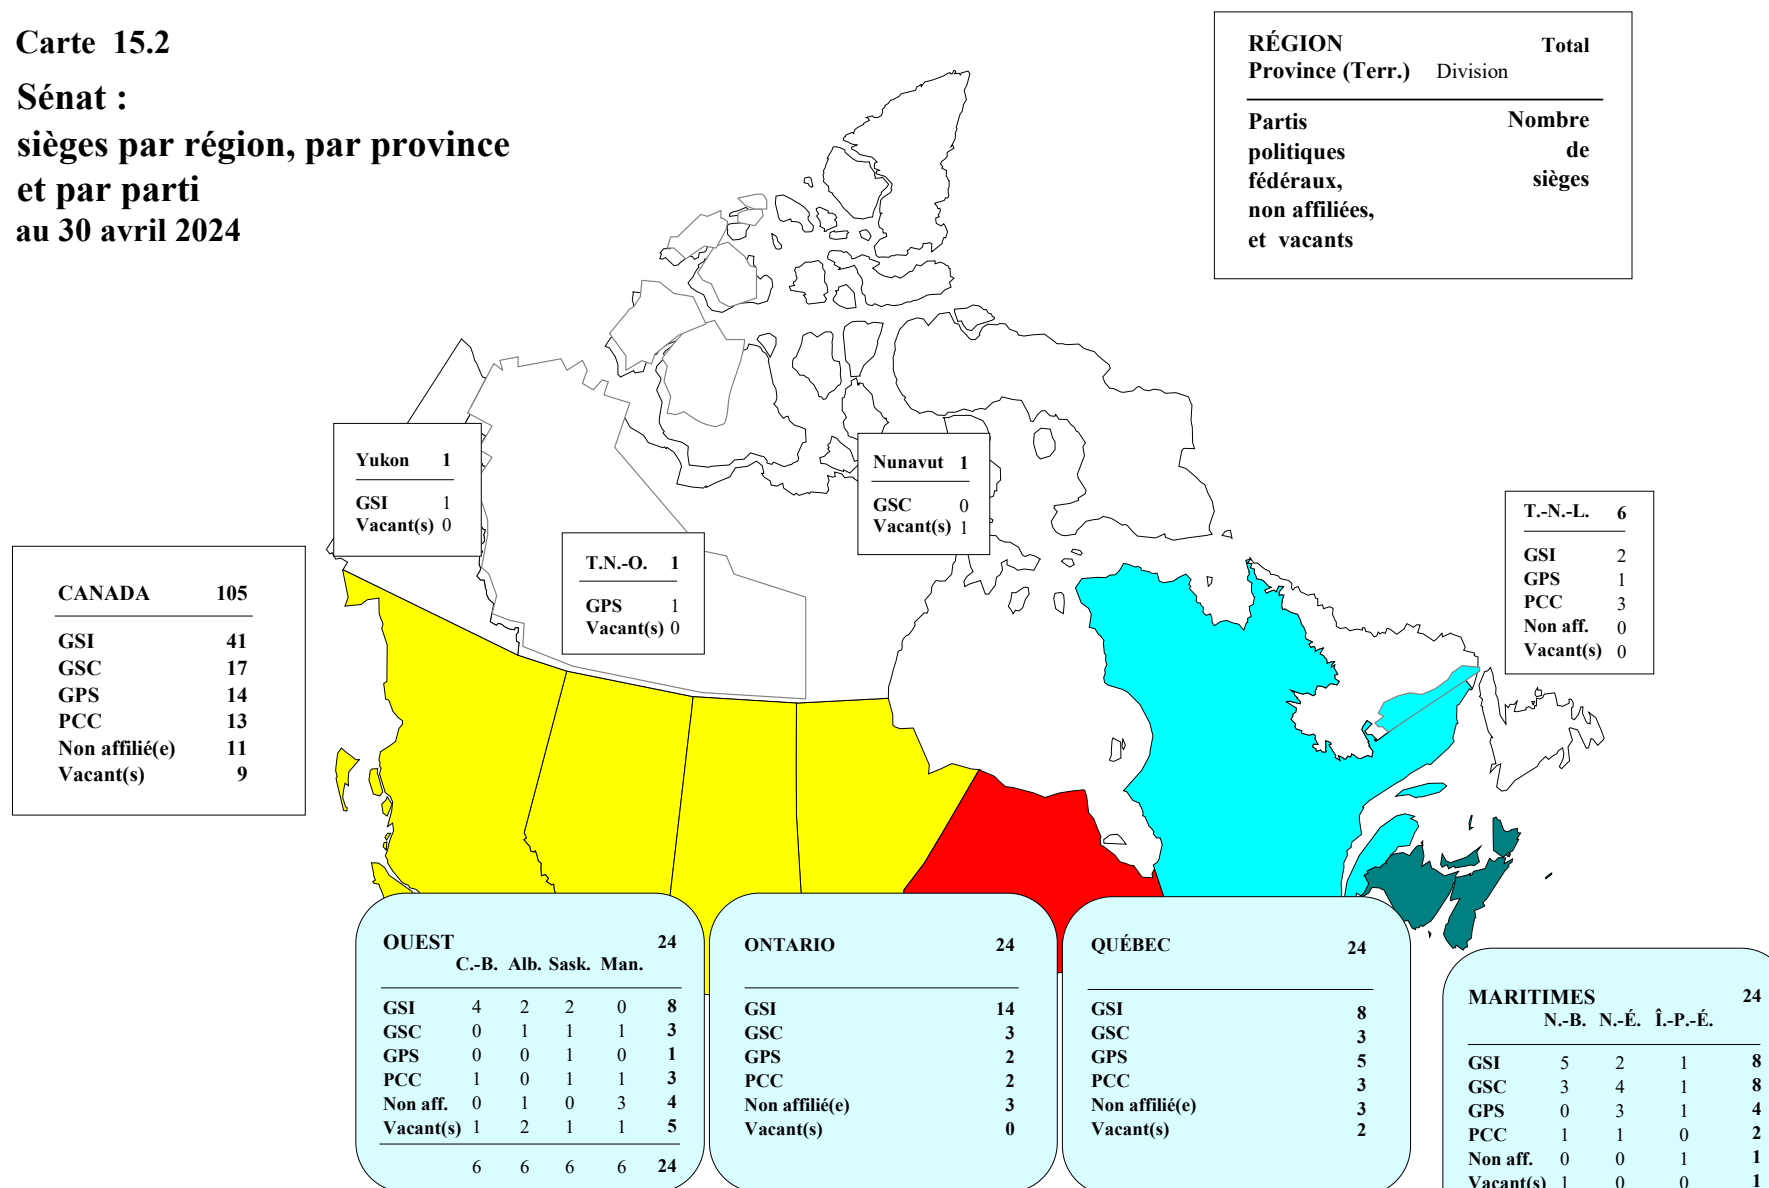 Carte 15.2
Sénat :
sièges par région, par province
et par parti
au 30 avril 2024
RÉGION Total
Province (Terr.) Division
Partis Nombre
politiques de
fédéraux, sièges
non affiliées,
et vacants
Yukon 1
GSI 1
Vacant(s) 0
Nunavut 1
GSC 0
Vacant(s) 1
T.N.-O. 1
GPS 1
Vacant(s) 0
T.-N.-L. 6
GSI 2
GPS 1
PCC 3
Non aff. 0
Vacant(s) 0
CANADA 105
GSI 41
GSC 17
GPS 14
PCC 13
Non affilié(e) 11
Vacant(s) 9
OUEST 24
C.-B. Alb. Sask. Man.
GSI 4 2 2 0 8
GSC 0 1 1 1 3
GPS 0 0 1 0 1
PCC 1 0 1 1 3
Non aff. 0 1 0 3 4
Vacant(s) 1 2 1 1 5
6 6 6 6 24
ONTARIO 24
GSI 14
GSC 3
GPS 2
PCC 2
Non affilié(e) 3
Vacant(s) 0
QUÉBEC 24
GSI 8
GSC 3
GPS 5
PCC 3
Non affilié(e) 3
Vacant(s) 2
MARITIMES 24
N.-B. N.-É. Î.-P.-É.
GSI 5 2 1 8
GSC 3 4 1 8
GPS 0 3 1 4
PCC 1 1 0 2
Non aff. 0 0 1 1
Vacant(s) 1 0 0 1